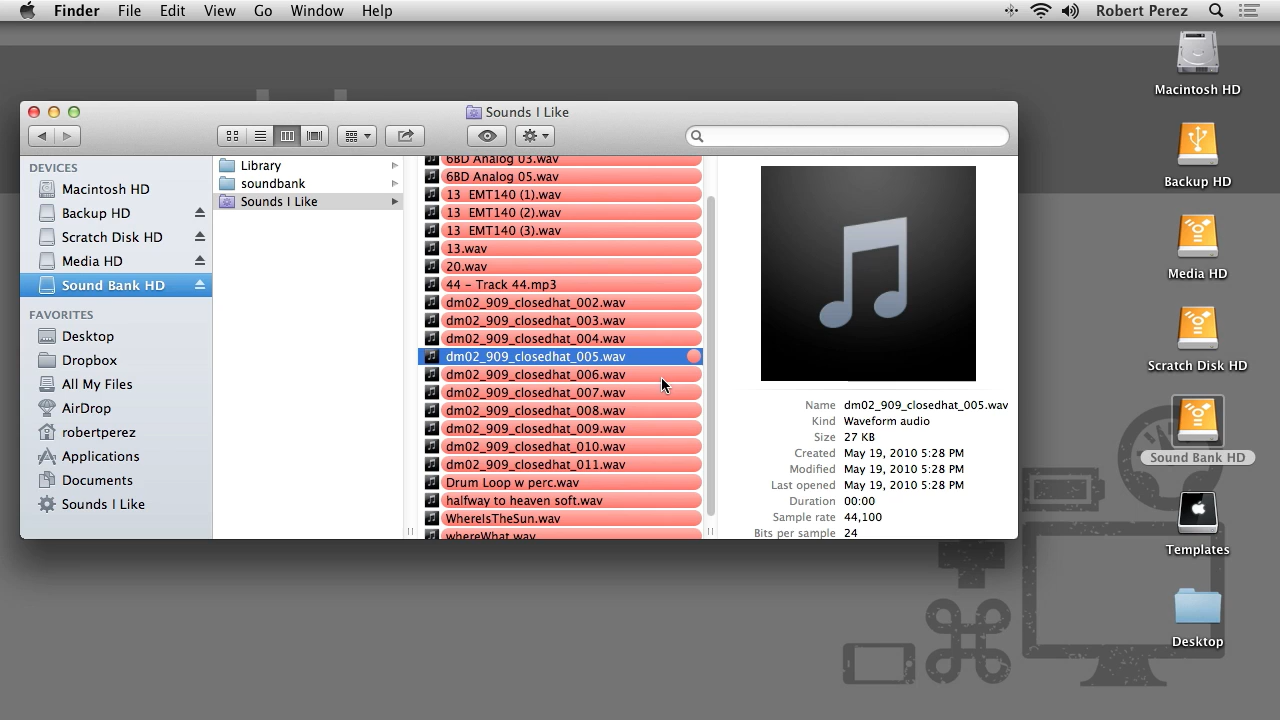 Finder File Edit View Go Window Help Robert Perez
Sounds I Like
DEVICES
Macintosh HD
Backup HD
Scratch Disk HD
Media HD
Sound Bank HD
FAVORITES
Desktop
Dropbox
All My Files
AirDrop
robertperez
Applications
Documents
Sounds I Like
Library
soundbank
Sounds I Like
6BD Analog 03.wav
6BD Analog 05.wav
13 EMT140 (1).wav
13 EMT140 (2).wav
13 EMT140 (3).wav
13.wav
20.wav
44 - Track 44.mp3
dm02_909_closedhat_002.wav
dm02_909_closedhat_003.wav
dm02_909_closedhat_004.wav
dm02_909_closedhat_005.wav
dm02_909_closedhat_006.wav
dm02_909_closedhat_007.wav
dm02_909_closedhat_008.wav
dm02_909_closedhat_009.wav
dm02_909_closedhat_010.wav
dm02_909_closedhat_011.wav
Drum Loop w perc.wav
halfway to heaven soft.wav
WhereIsTheSun.wav
whereWhat.wav
Name dm02_909_closedhat_005.wav
Kind Waveform audio
Size 27 KB
Created May 19, 2010 5:28 PM
Modified May 19, 2010 5:28 PM
Last opened May 19, 2010 5:28 PM
Duration 00:00
Sample rate 44,100
Bits per sample 24
Macintosh HD
Backup HD
Media HD
Scratch Disk HD
Sound Bank HD
Templates
Desktop